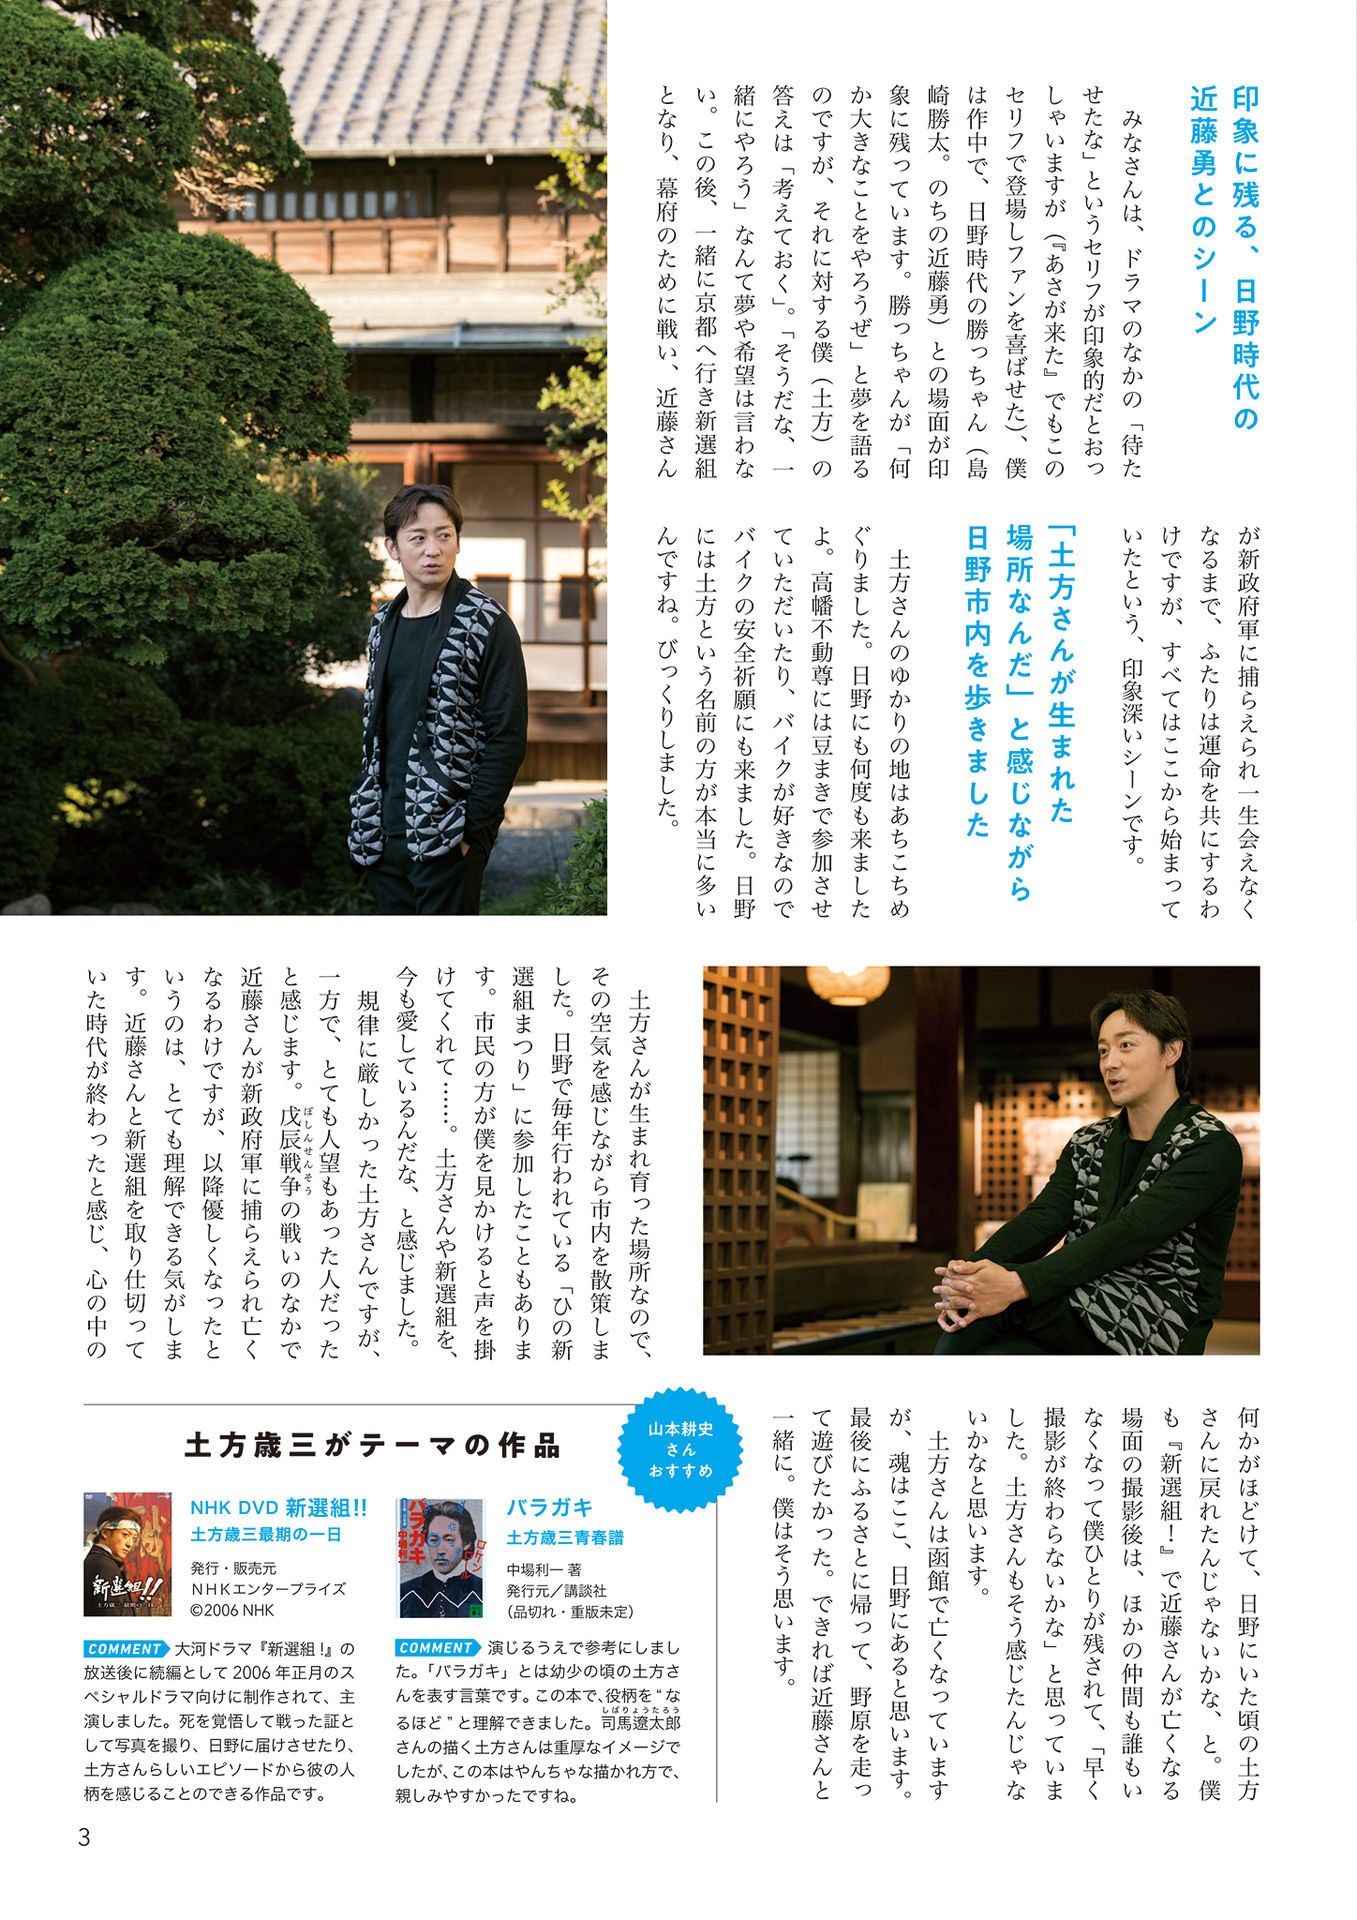 印象に残る、日野時代の
近藤勇とのシーン
みなさんは、ドラマのなかの「待た
せたな」というセリフが印象的だとおっ
しゃいますが（『あさが来た』でもこの
セリフで登場しファンを喜ばせた）、僕
は作中で、日野時代の勝っちゃん（島
崎勝太。のちの近藤勇）との場面が印
象に残っています。勝っちゃんが「何
か大きなことをやろうぜ」と夢を語る
のですが、それに対する僕（土方）の
答えは「考えておく」。「そうだな、一
緒にやろう」なんて夢や希望は言わな
い。この後、一緒に京都へ行き新選組
となり、幕府のために戦い、近藤さん
が新政府軍に捕らえられ一生会えなく
なるまで、ふたりは運命を共にするわ
けですが、すべてはここから始まって
いたという、印象深いシーンです。
「土方さんが生まれた
場所なんだ」と感じながら
日野市内を歩きました
土方さんのゆかりの地はあちこちめ
ぐりました。日野にも何度も来ました
よ。高幡不動尊には豆まきで参加させ
ていただいたり、バイクが好きなので
バイクの安全祈願にも来ました。日野
には土方という名前の方が本当に多い
んですね。びっくりしました。
土方さんが生まれ育った場所なので、
その空気を感じながら市内を散策しま
した。日野で毎年行われている「ひの新
選組まつり」に参加したこともありま
す。市民の方が僕を見かけると声を掛
けてくれて……。土方さんや新選組を、
今も愛しているんだな、と感じました。
規律に厳しかった土方さんですが、
一方で、とても人望もあった人だった
と感じます。戊辰戦争の戦いのなかで
ぼしんせんそう
近藤さんが新政府軍に捕らえられ亡く
なるわけですが、以降優しくなったと
いうのは、とても理解できる気がしま
す。近藤さんと新選組を取り仕切って
いた時代が終わったと感じ、心の中の
何かがほどけて、日野にいた頃の土方
さんに戻れたんじゃないかな、と。僕
も『新選組！』で近藤さんが亡くなる
場面の撮影後は、ほかの仲間も誰もい
なくなって僕ひとりが残されて、「早く
撮影が終わらないかな」と思っていま
した。土方さんもそう感じたんじゃな
いかなと思います。
土方さんは函館で亡くなっています
が、魂はここ、日野にあると思います。
最後にふるさとに帰って、野原を走っ
て遊びたかった。できれば近藤さんと
一緒に。僕はそう思います。
山本耕史
さん
おすすめ
土方歳三がテーマの作品
新選組!!
土方歳三 最期の一日
NHK DVD 新選組!!
土方歳三最期の一日
発行・販売元
NHKエンタープライズ
©2006 NHK
COMMENT 大河ドラマ『新選組！』の
放送後に続編として2006年正月のス
ペシャルドラマ向けに制作されて、主
演しました。死を覚悟して戦った証と
して写真を撮り、日野に届けさせたり、
土方さんらしいエピソードから彼の人
柄を感じることのできる作品です。
バラガキ
中場利一
バラガキ
土方歳三青春譜
中場利一 著
発行元／講談社
（品切れ・重版未定）
COMMENT 演じるうえで参考にしまし
た。「バラガキ」とは幼少の頃の土方さ
んを表す言葉です。この本で、役柄を“な
るほど”と理解できました。司馬遼太郎
しばりょうたろう
さんの描く土方さんは重厚なイメージで
したが、この本はやんちゃな描かれ方で、
親しみやすかったですね。
3